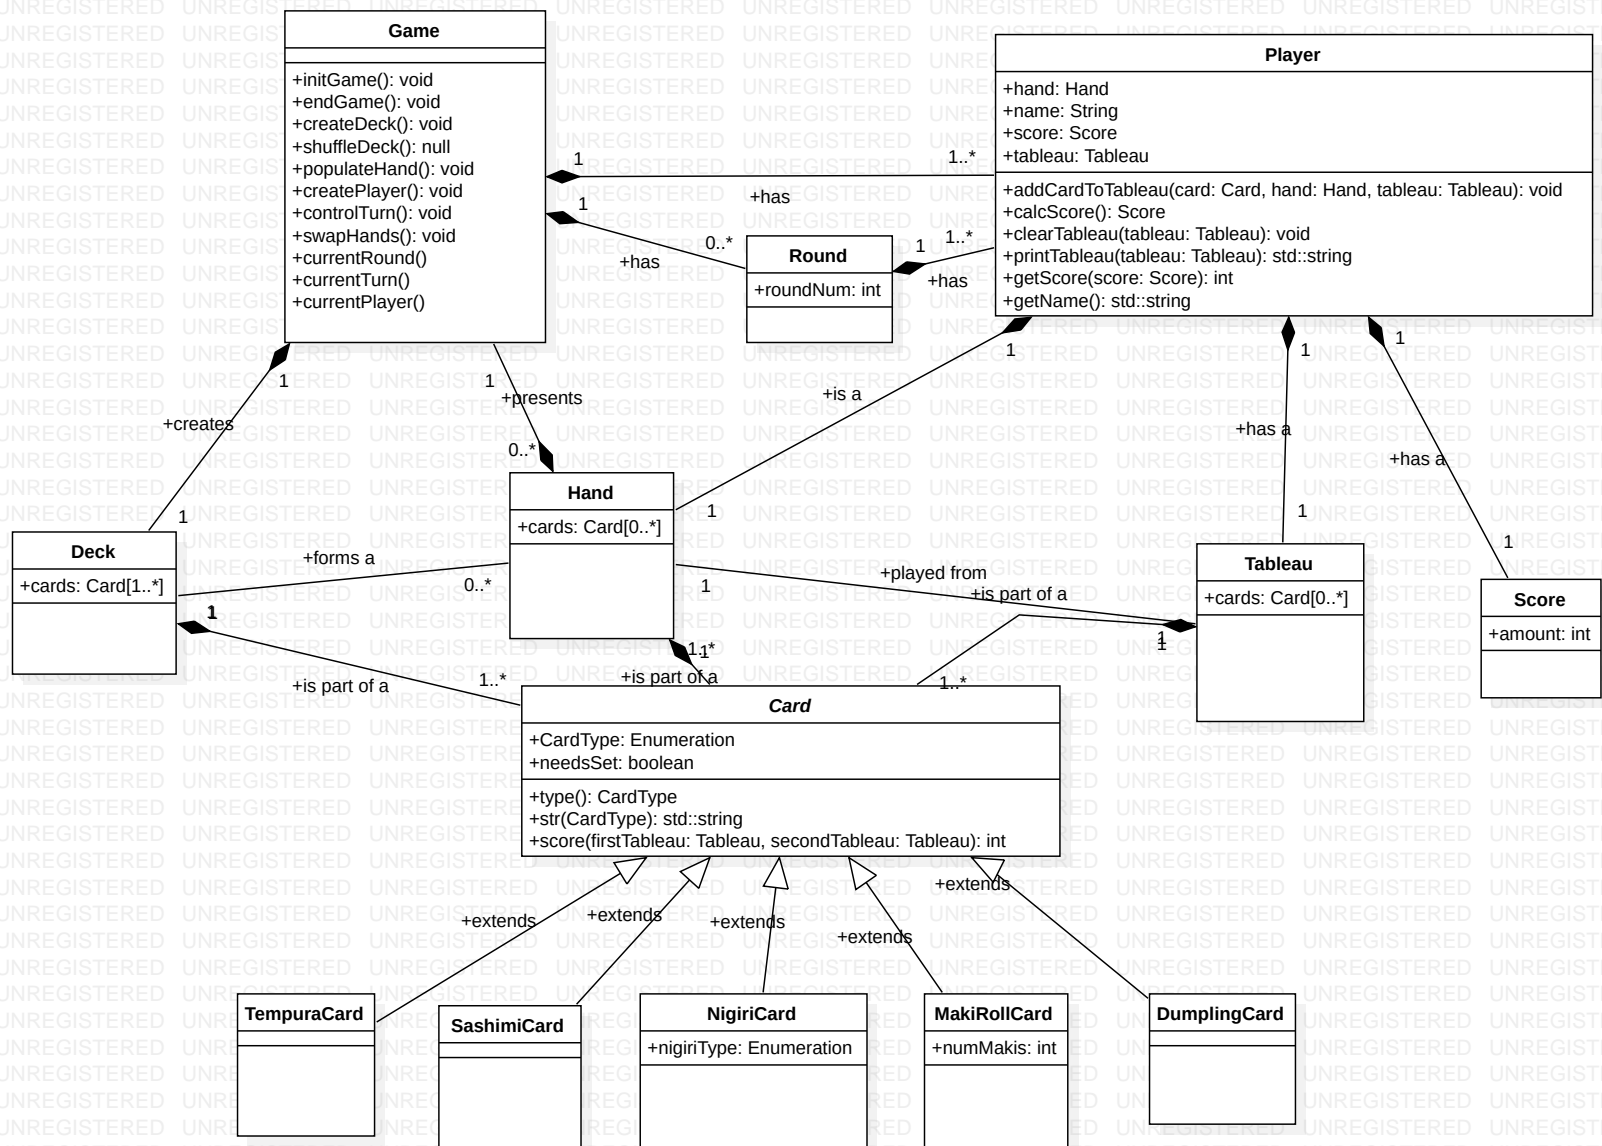 Game
+initGame(): void
+endGame(): void
+createDeck(): void
+shuffleDeck(): null
+populateHand(): void
+createPlayer(): void
+controlTurn(): void
+swapHands(): void
+currentRound()
+currentTurn()
+currentPlayer()
Player
+hand: Hand
+name: String
+score: Score
+tableau: Tableau
+addCardToTableau(card: Card, hand: Hand, tableau: Tableau): void
+calcScore(): Score
+clearTableau(tableau: Tableau): void
+printTableau(tableau: Tableau): std::string
+getScore(score: Score): int
+getName(): std::string
1
1..*
+has
1
0..*
+has
Round
+roundNum: int
1
1..*
+has
1
+creates
1
1
+presents
0..*
1
+is a
1
1
+has a
1
1
+has a
1
Deck
+cards: Card[1..*]
Hand
+cards: Card[0..*]
+forms a
0..*
1
1
+played from
1
+is part of a
1
1
1..*
Tableau
+cards: Card[0..*]
Score
+amount: int
1
+is part of a
1..*
1..*
1
+is part of a
Card
+CardType: Enumeration
+needsSet: boolean
+type(): CardType
+str(CardType): std::string
+score(firstTableau: Tableau, secondTableau: Tableau): int
+extends
+extends
+extends
+extends
+extends
TempuraCard
SashimiCard
NigiriCard
+nigiriType: Enumeration
MakiRollCard
+numMakis: int
DumplingCard
UNREGISTERED